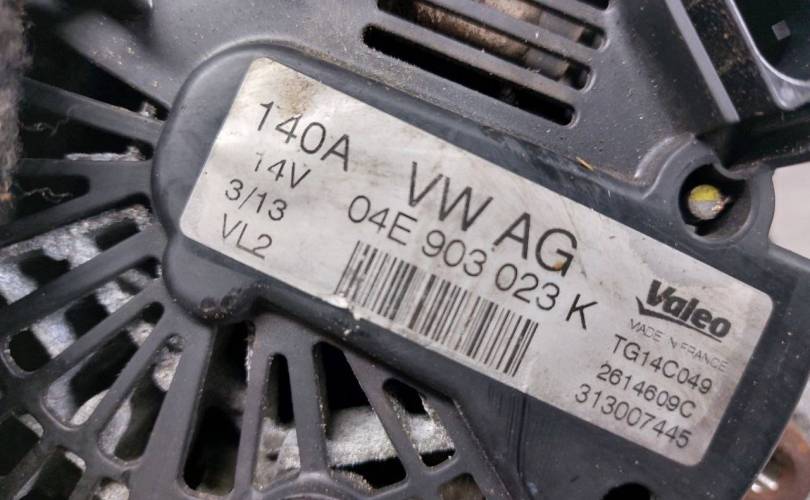 140A
14V
3/13
VL2
VW AG
04E 903 023 K
Valeo
MADE IN FRANCE
TG14C049
2614609C
313007445